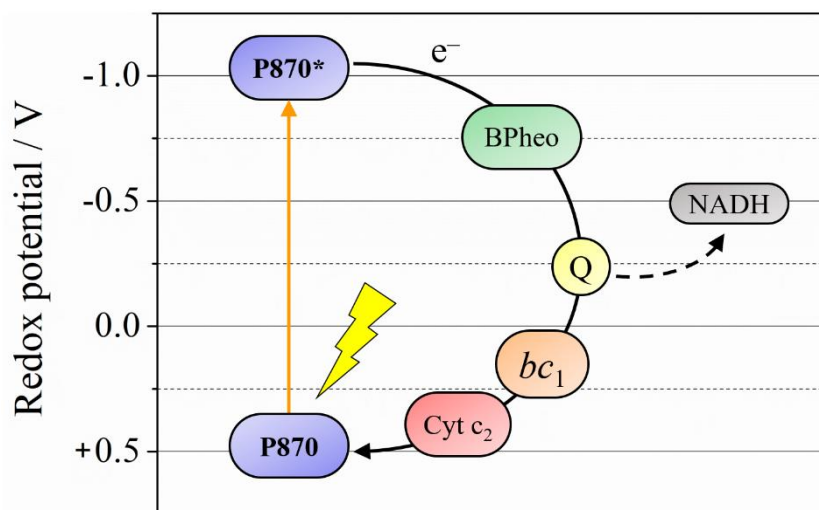 Redox potential / V
-1.0
-0.5
0.0
+0.5
P870*
e⁻
BPheo
NADH
Q
bc₁
Cyt c₂
P870